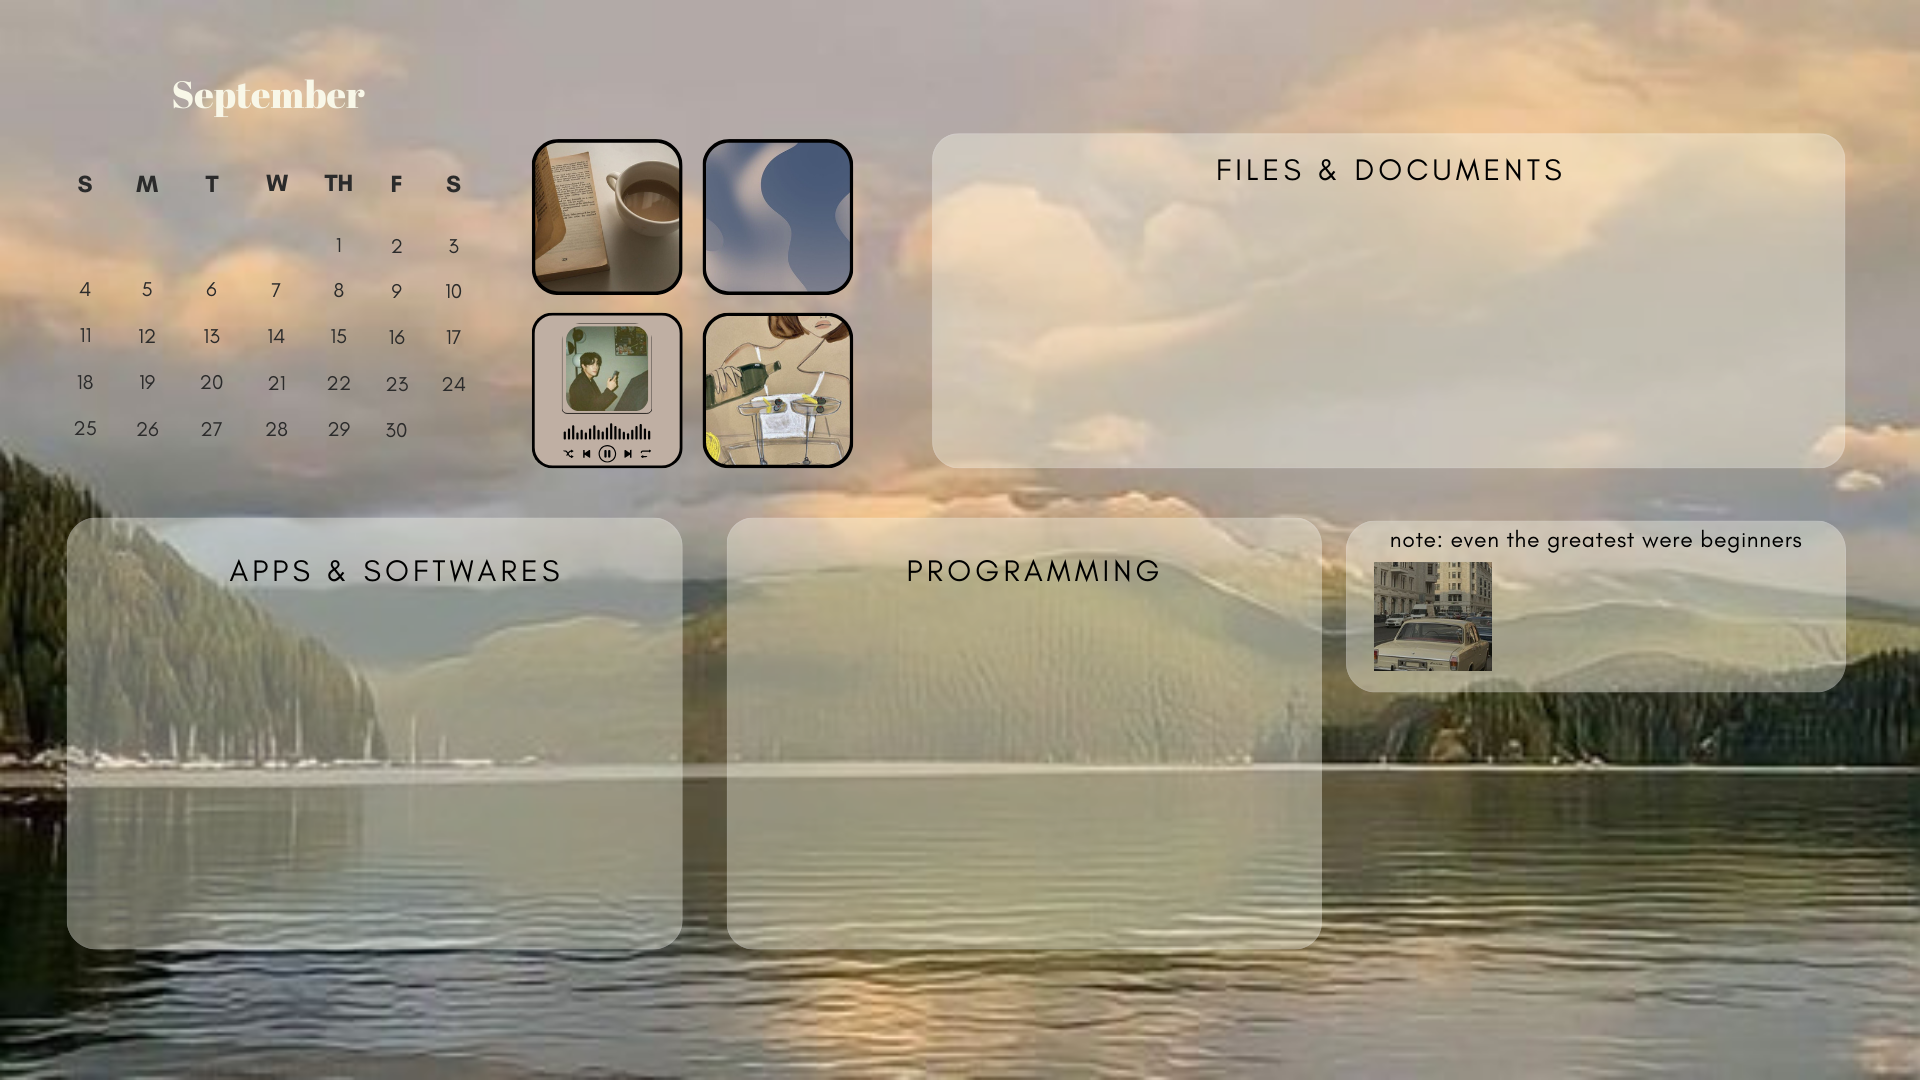 September
S M T W TH F S
1 2 3
4 5 6 7 8 9 10
11 12 13 14 15 16 17
18 19 20 21 22 23 24
25 26 27 28 29 30
FILES & DOCUMENTS
APPS & SOFTWARES
PROGRAMMING
note: even the greatest were beginners